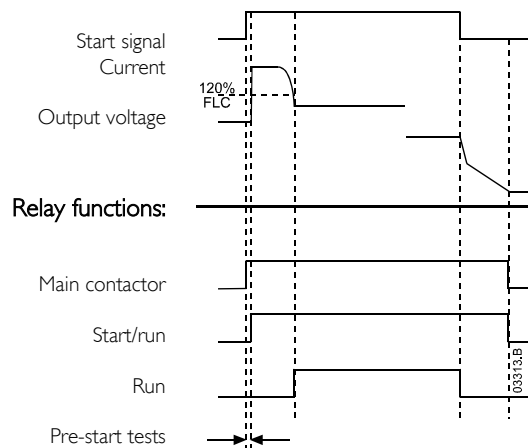 Start signal
Current
120%
FLC
Output voltage
Relay functions:
Main contactor
Start/run
Run
Pre-start tests
03313.B